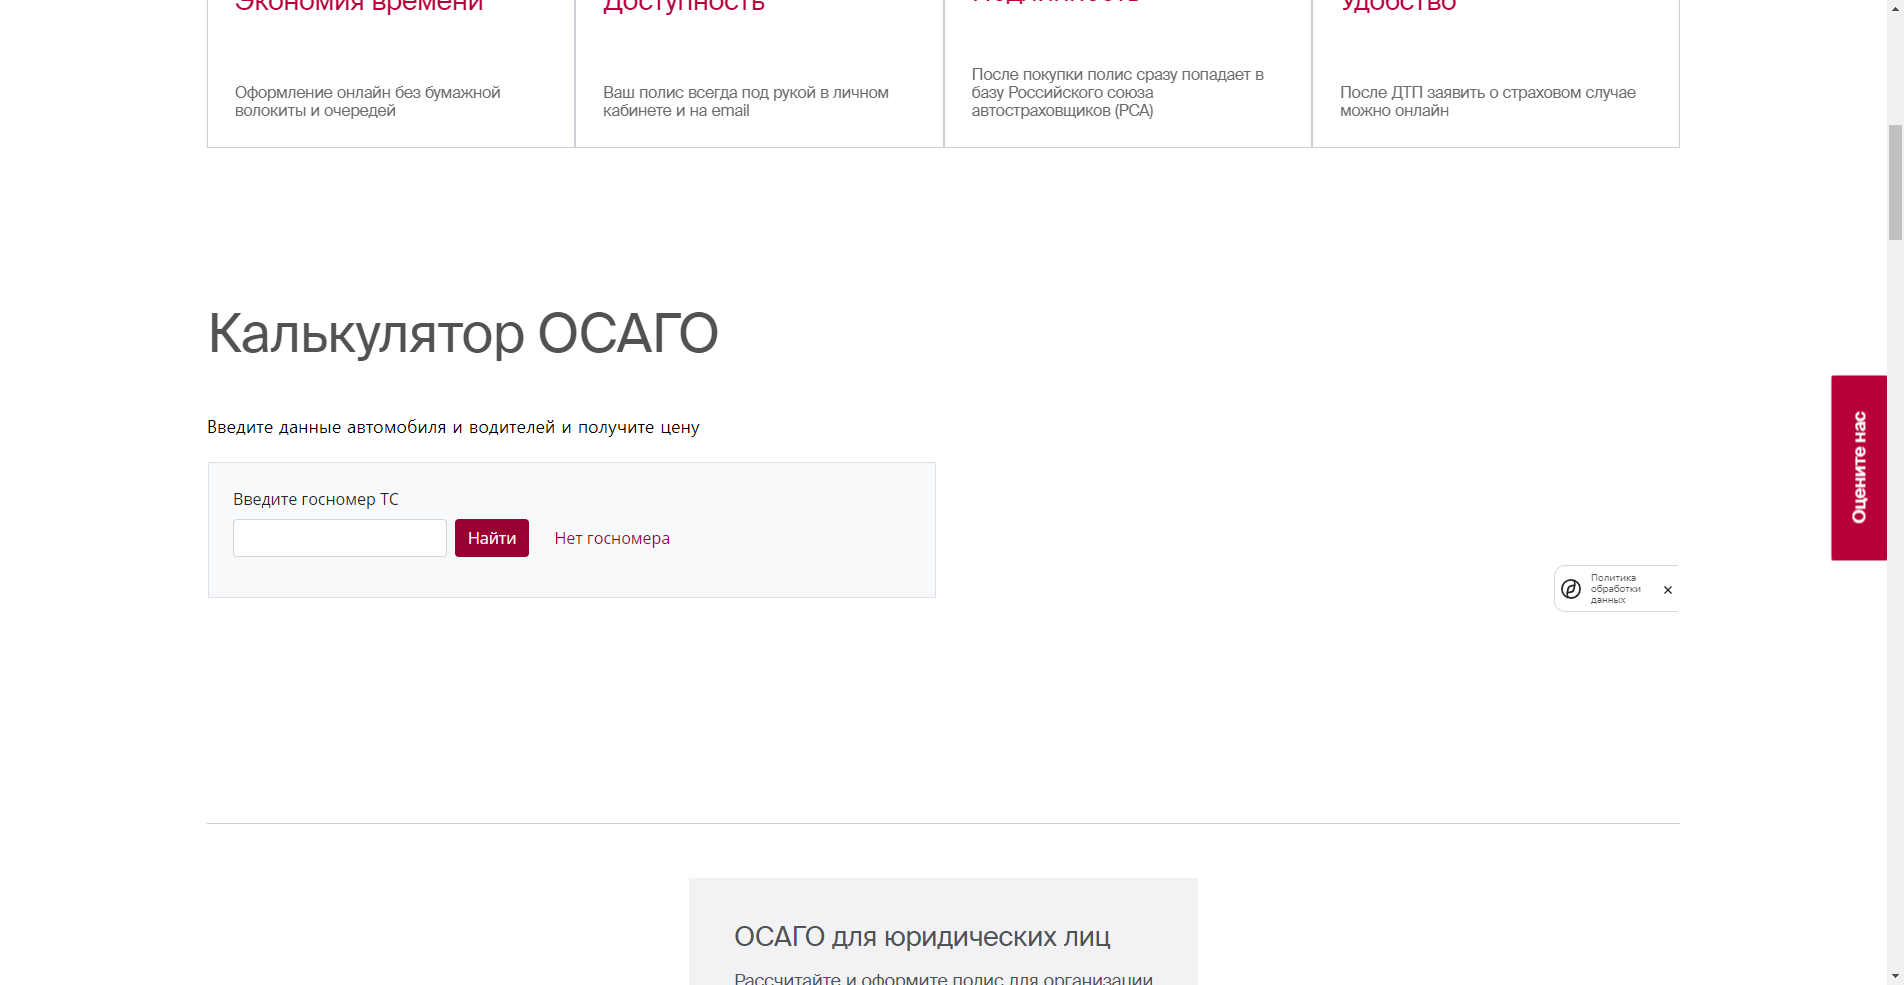 Экономия времени
Доступность
Подлинность
Удобство
Оформление онлайн без бумажной
волокиты и очередей
Ваш полис всегда под рукой в личном
кабинете и на email
После покупки полис сразу попадает в
базу Российского союза
автостраховщиков (РСА)
После ДТП заявить о страховом случае
можно онлайн
Калькулятор ОСАГО
Введите данные автомобиля и водителей и получите цену
Введите госномер ТС
Найти
Нет госномера
Оцените нас
Политика
обработки
данных
ОСАГО для юридических лиц
Рассчитайте и оформите полис для организации